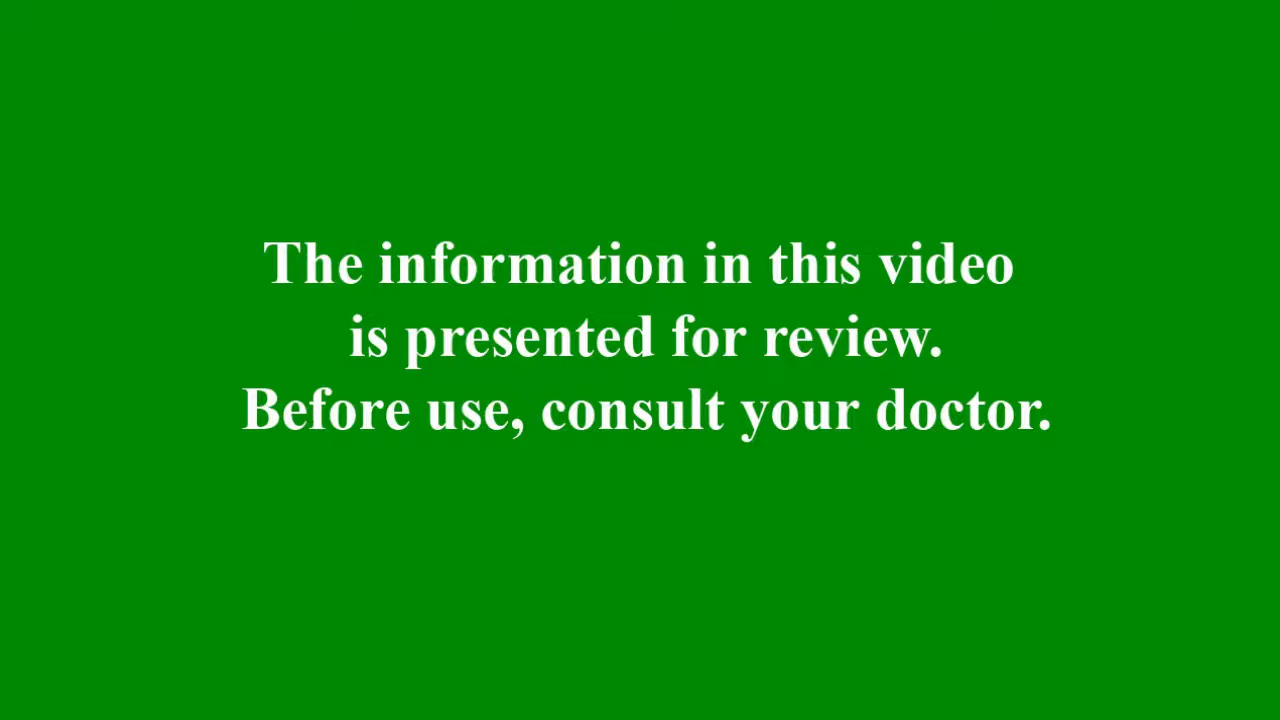 The information in this video
is presented for review.
Before use, consult your doctor.